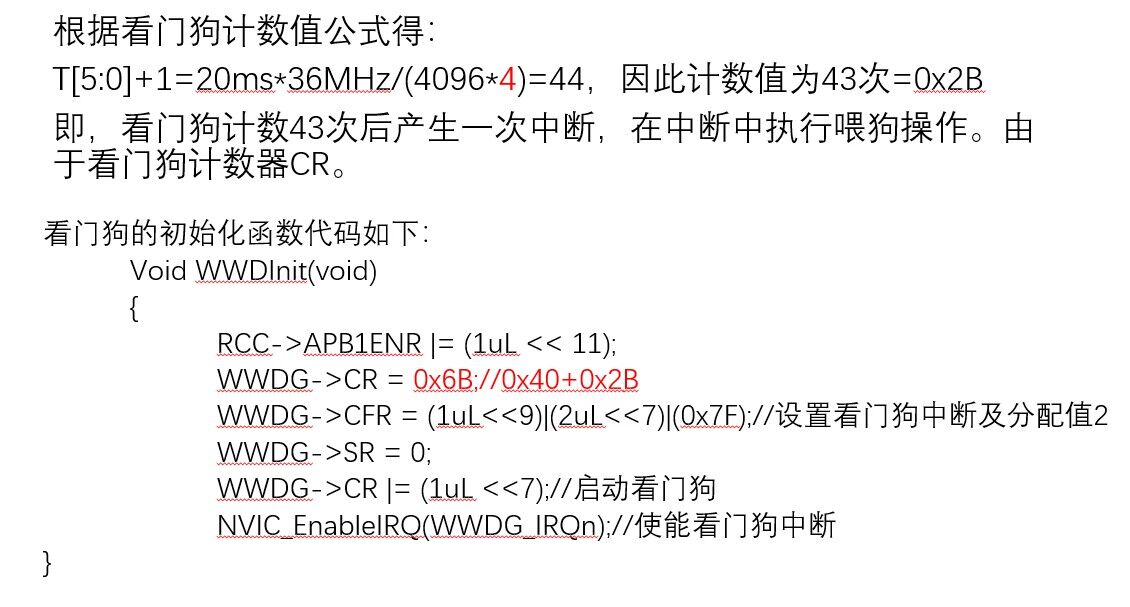 根据看门狗计数值公式得：
T[5:0]+1=20ms*36MHz/(4096*4)=44，因此计数值为43次=0x2B
即，看门狗计数43次后产生一次中断，在中断中执行喂狗操作。由
于看门狗计数器CR。
看门狗的初始化函数代码如下：
Void WWDInit(void)
{
RCC->APB1ENR |= (1uL << 11);
WWDG->CR = 0x6B;//0x40+0x2B
WWDG->CFR = (1uL<<9)|(2uL<<7)|(0x7F);//设置看门狗中断及分配值2
WWDG->SR = 0;
WWDG->CR |= (1uL <<7);//启动看门狗
NVIC_EnableIRQ(WWDG_IRQn);//使能看门狗中断
}